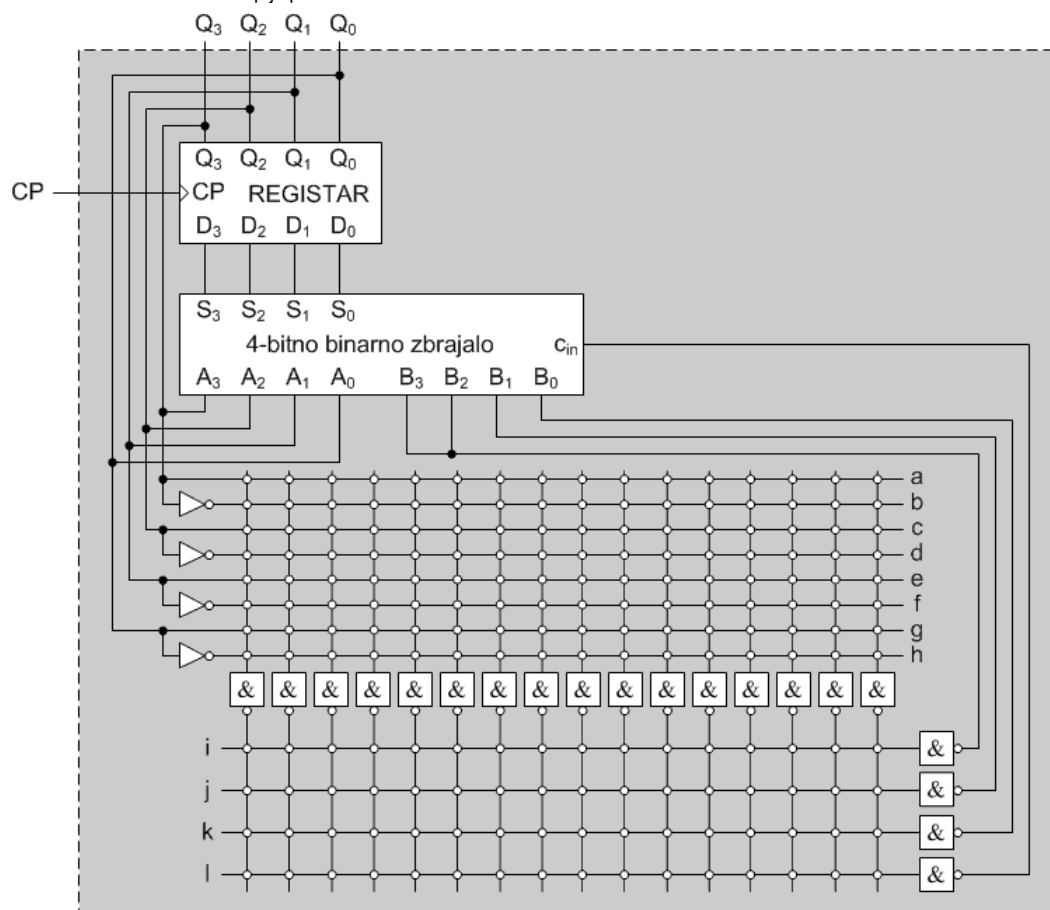 Q₃ Q₂ Q₁ Q₀
Q₃ Q₂ Q₁ Q₀
CP
CP REGISTAR
D₃ D₂ D₁ D₀
S₃ S₂ S₁ S₀
4-bitno binarno zbrajalo cᵢₙ
A₃ A₂ A₁ A₀ B₃ B₂ B₁ B₀
a
b
c
d
e
f
g
h
& & & & & & & & & & & & & & & &
i &
j &
k &
l &